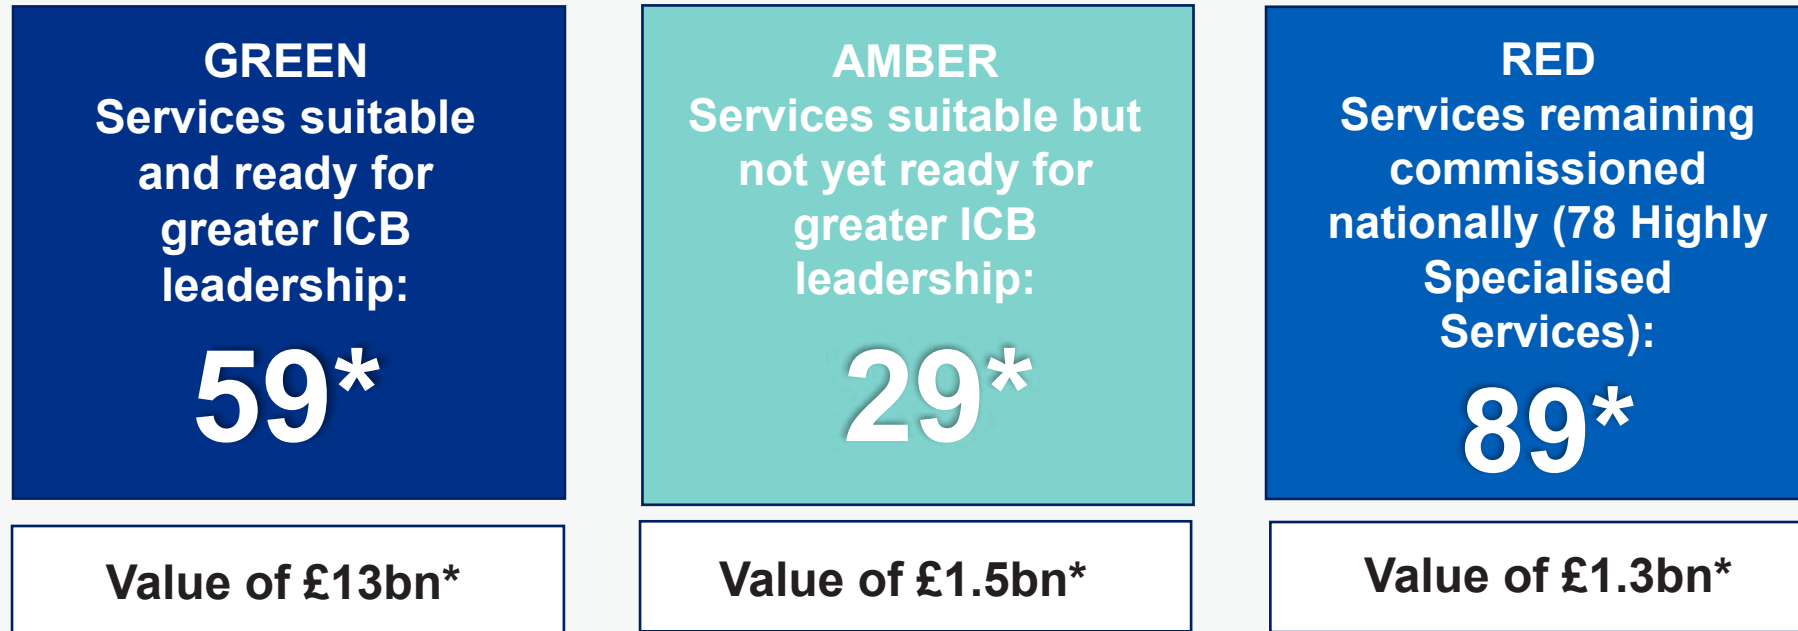 GREEN
Services suitable
and ready for
greater ICB
leadership:
59*
Value of £13bn*
AMBER
Services suitable but
not yet ready for
greater ICB
leadership:
29*
Value of £1.5bn*
RED
Services remaining
commissioned
nationally (78 Highly
Specialised
Services):
89*
Value of £1.3bn*